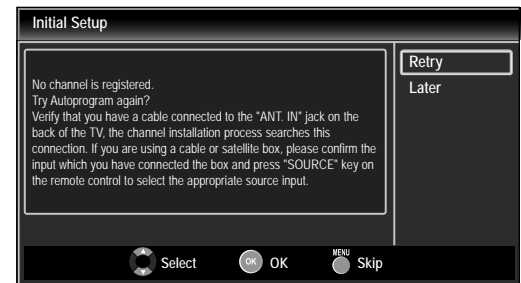 Initial Setup
No channel is registered.
Try Autoprogram again?
Verify that you have a cable connected to the "ANT. IN" jack on the
back of the TV, the channel installation process searches this
connection. If you are using a cable or satellite box, please confirm the
input which you have connected the box and press "SOURCE" key on
the remote control to select the appropriate source input.
Retry
Later
Select OK OK MENU Skip